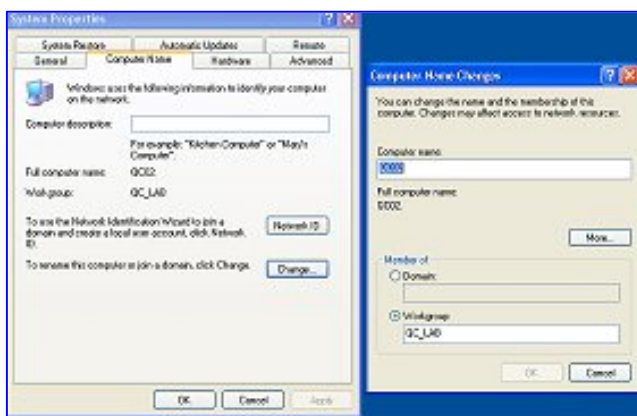 System Properties
System Restore Automatic Updates Remote
General Computer Name Hardware Advanced
Windows uses the following information to identify your computer
on the network.
Computer description:
For example: "Kitchen Computer" or "Mary's
Computer".
Full computer name: QC02.
Workgroup: QC_LAB
To use the Network Identification Wizard to join a
domain and create a local user account, click Network
ID.
Network ID
To rename this computer or join a domain, click Change.
Change...
OK Cancel Apply
Computer Name Changes
You can change the name and the membership of this
computer. Changes may affect access to network resources.
Computer name:
QC02
Full computer name:
QC02.
More...
Member of
Domain:
Workgroup:
QC_LAB
OK Cancel